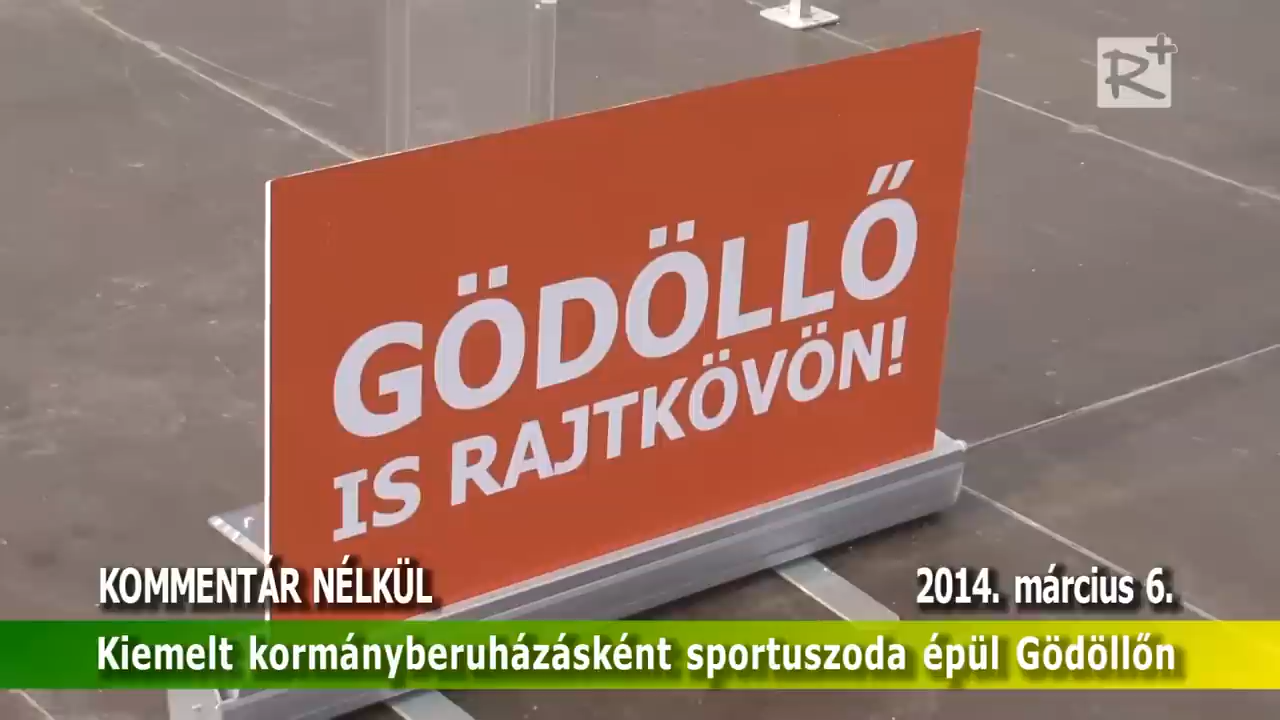 R+
GÖDÖLLŐ
IS RAJTKÖVÖN!
KOMMENTÁR NÉLKÜL
2014. március 6.
Kiemelt kormányberuházásként sportuszoda épül Gödöllőn